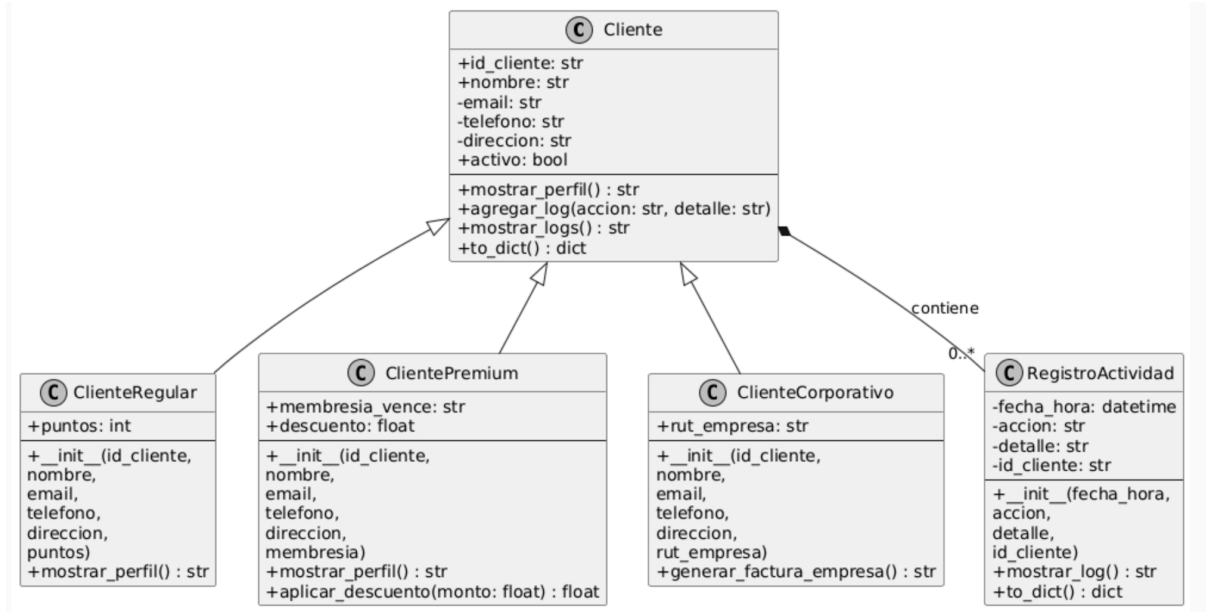 C Cliente
+id_cliente: str
+nombre: str
-email: str
-telefono: str
-direccion: str
+activo: bool
+mostrar_perfil() : str
+agregar_log(accion: str, detalle: str)
+mostrar_logs() : str
+to_dict() : dict
contiene
0..*
C ClienteRegular
+puntos: int
+__init__(id_cliente,
nombre,
email,
telefono,
direccion,
puntos)
+mostrar_perfil() : str
C ClientePremium
+membresia_vence: str
+descuento: float
+__init__(id_cliente,
nombre,
email,
telefono,
direccion,
membresia)
+mostrar_perfil() : str
+aplicar_descuento(monto: float) : float
C ClienteCorporativo
+rut_empresa: str
+__init__(id_cliente,
nombre,
email,
telefono,
direccion,
rut_empresa)
+generar_factura_empresa() : str
C RegistroActividad
-fecha_hora: datetime
-accion: str
-detalle: str
-id_cliente: str
+__init__(fecha_hora,
accion,
detalle,
id_cliente)
+mostrar_log() : str
+to_dict() : dict